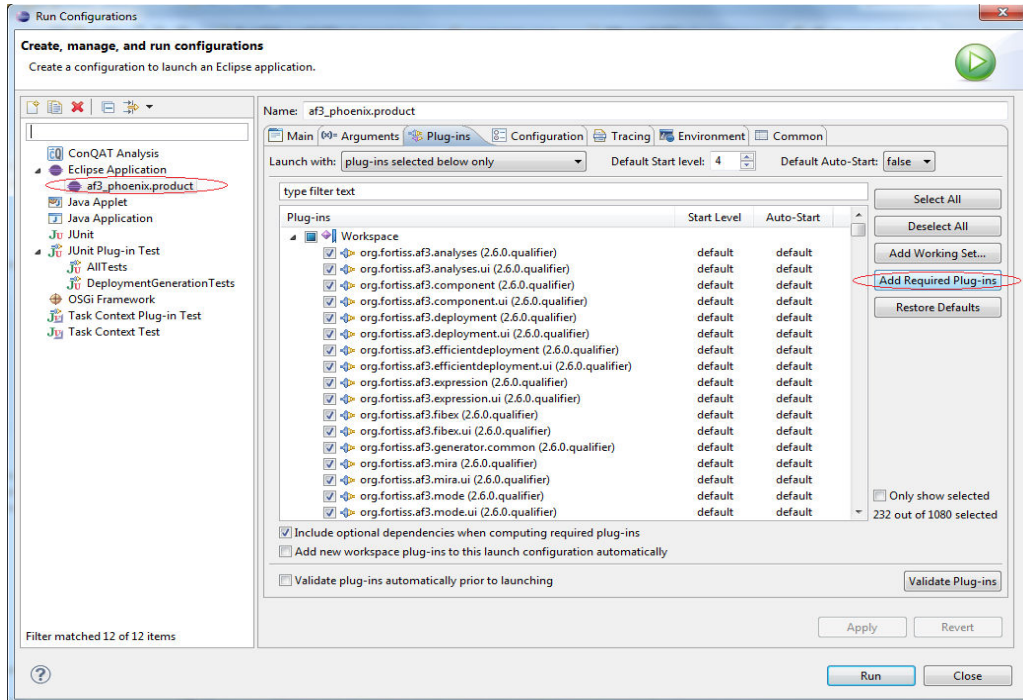 Run Configurations
Create, manage, and run configurations
Create a configuration to launch an Eclipse application.
ConQAT Analysis
Eclipse Application
af3_phoenix.product
Java Applet
Java Application
JUnit
JUnit Plug-in Test
AllTests
DeploymentGenerationTests
OSGi Framework
Task Context Plug-in Test
Task Context Test
Filter matched 12 of 12 items
Name: af3_phoenix.product
Main Arguments Plug-ins Configuration Tracing Environment Common
Launch with: plug-ins selected below only Default Start level: 4 Default Auto-Start: false
type filter text
Plug-ins Start Level Auto-Start
Workspace
org.fortiss.af3.analyses (2.6.0.qualifier) default default
org.fortiss.af3.analyses.ui (2.6.0.qualifier) default default
org.fortiss.af3.component (2.6.0.qualifier) default default
org.fortiss.af3.component.ui (2.6.0.qualifier) default default
org.fortiss.af3.deployment (2.6.0.qualifier) default default
org.fortiss.af3.deployment.ui (2.6.0.qualifier) default default
org.fortiss.af3.efficientdeployment (2.6.0.qualifier) default default
org.fortiss.af3.efficientdeployment.ui (2.6.0.qualifier) default default
org.fortiss.af3.expression (2.6.0.qualifier) default default
org.fortiss.af3.expression.ui (2.6.0.qualifier) default default
org.fortiss.af3.fibex (2.6.0.qualifier) default default
org.fortiss.af3.fibex.ui (2.6.0.qualifier) default default
org.fortiss.af3.generator.common (2.6.0.qualifier) default default
org.fortiss.af3.mira (2.6.0.qualifier) default default
org.fortiss.af3.mira.ui (2.6.0.qualifier) default default
org.fortiss.af3.mode (2.6.0.qualifier) default default
org.fortiss.af3.mode.ui (2.6.0.qualifier) default default
Select All
Deselect All
Add Working Set...
Add Required Plug-ins
Restore Defaults
Only show selected
232 out of 1080 selected
Include optional dependencies when computing required plug-ins
Add new workspace plug-ins to this launch configuration automatically
Validate plug-ins automatically prior to launching
Validate Plug-ins
Apply Revert
Run Close